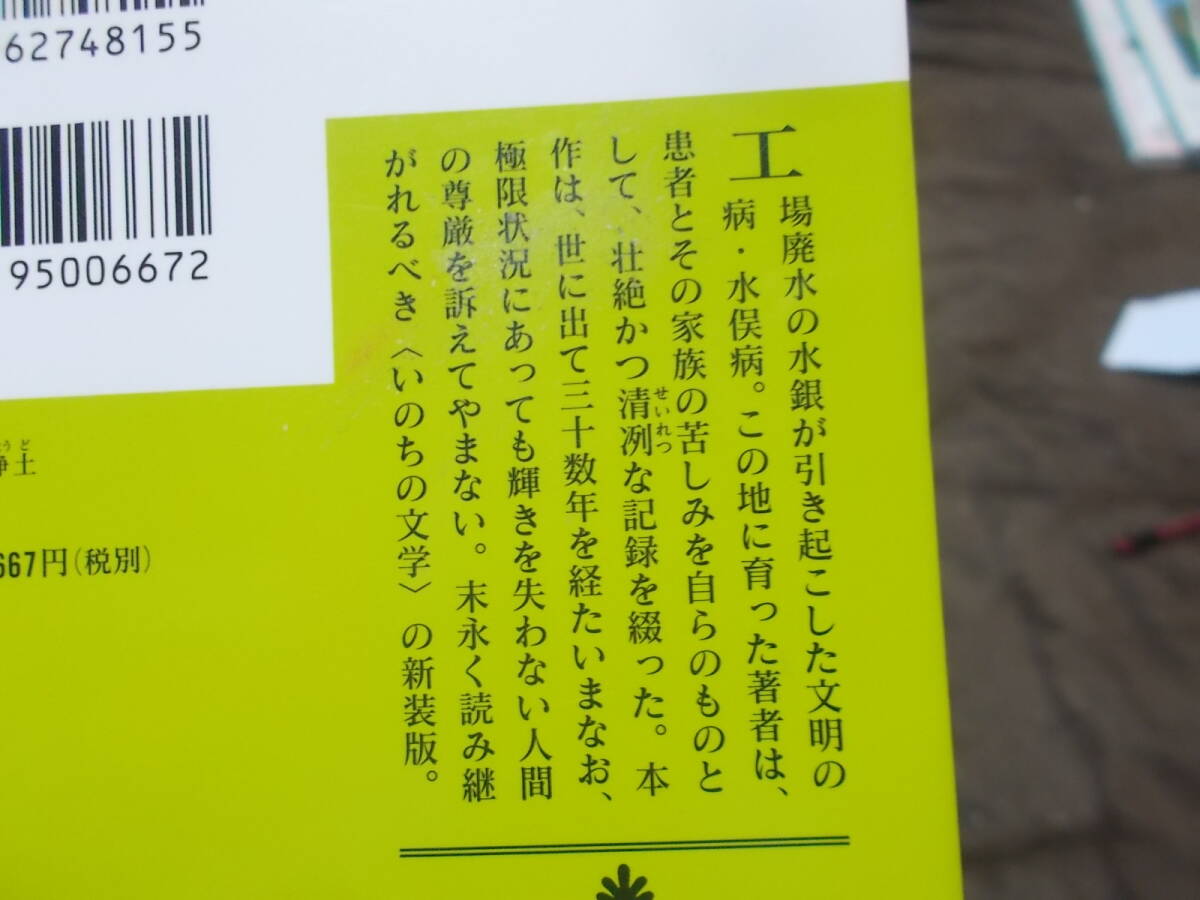 62748155
95006672
土
667円(税別)
工場廃水の水銀が引き起こした文明の
病・水俣病。この地に育った著者は、
患者とその家族の苦しみを自らのものと
して、壮絶かつ清冽な記録を綴った。本
せいれつ
作は、世に出て三十数年を経たいまなお、
極限状況にあっても輝きを失わない人間
の尊厳を訴えてやまない。末永く読み継
がれるべき〈いのちの文学〉の新装版。